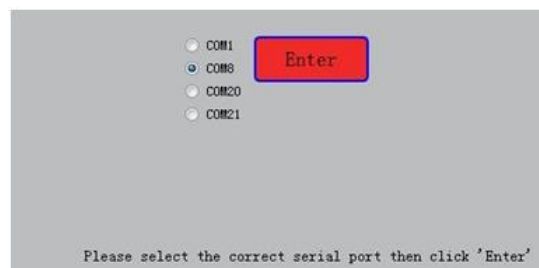 COM1
COM8
Enter
COM20
COM21
Please select the correct serial port then click 'Enter'